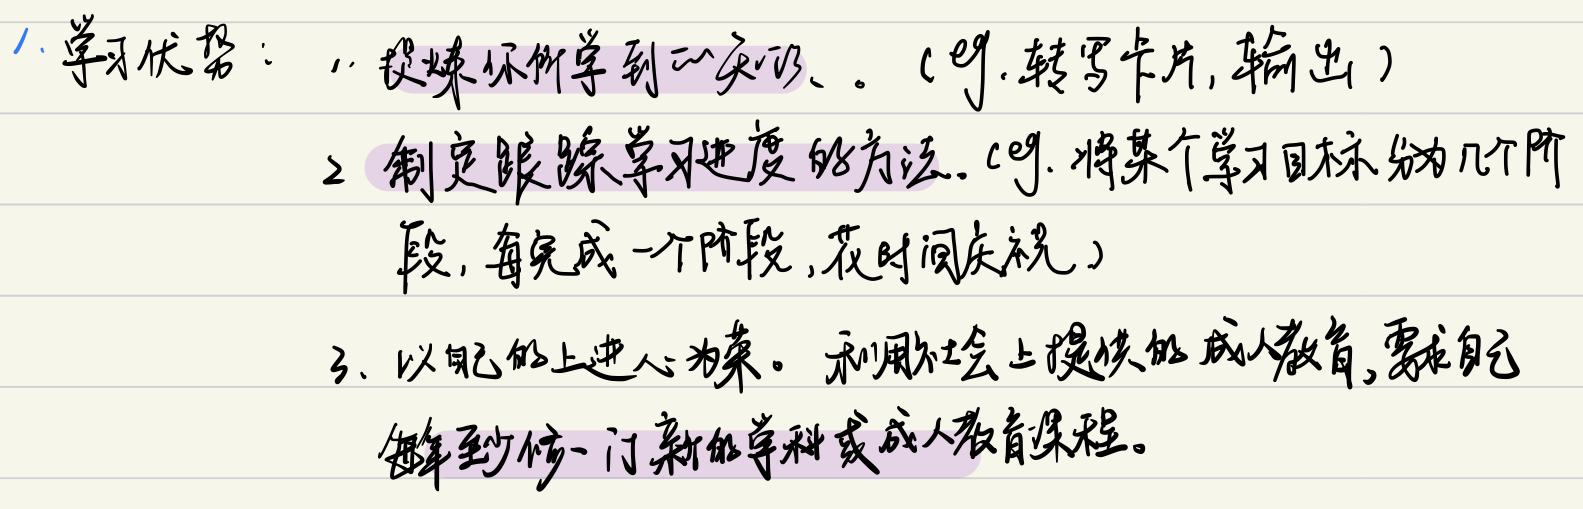 1. 学习优势： 1. 提炼你所学到的知识。（eg. 转写卡片, 输出）
2 制定跟踪学习进度的方法. (eg. 将某个学习目标分为几个阶
段, 每完成一个阶段, 花时间庆祝)
3、以自己的上进心为荣。利用社会上提供的成人教育, 要求自己
每年至少修一门新的学科或成人教育课程。